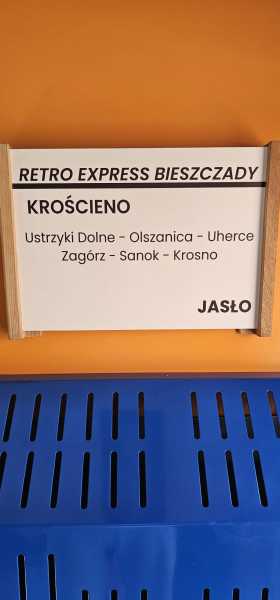 RETRO EXPRESS BIESZCZADY
KROŚCIENO
Ustrzyki Dolne - Olszanica - Uherce
Zagórz - Sanok - Krosno
JASŁO